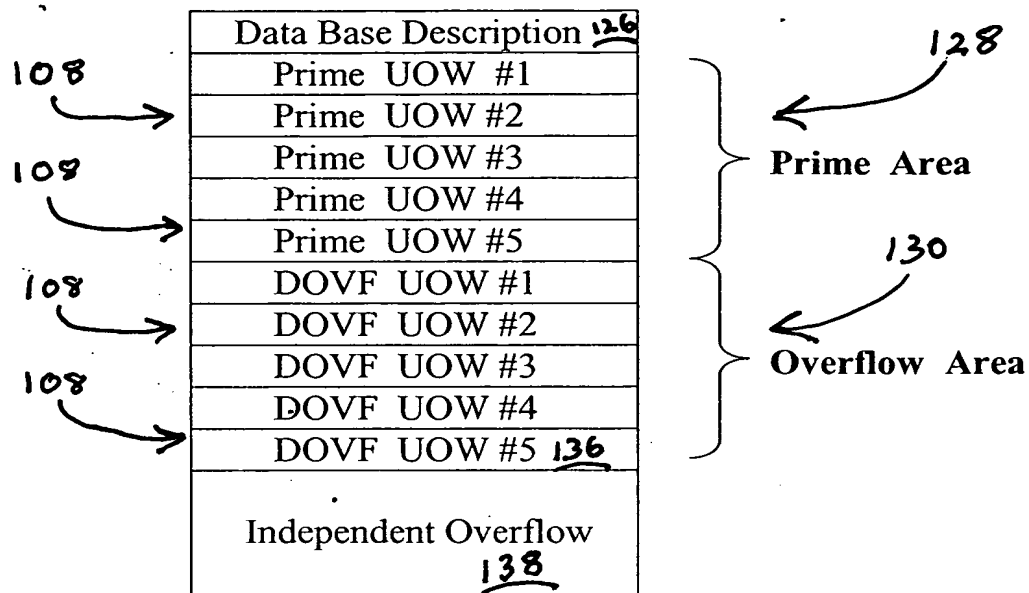 Data Base Description 126
128
108
Prime UOW #1
Prime UOW #2
108
Prime UOW #3
Prime Area
Prime UOW #4
Prime UOW #5
130
108
DOVF UOW #1
DOVF UOW #2
DOVF UOW #3
Overflow Area
108
DOVF UOW #4
DOVF UOW #5 136
Independent Overflow
138